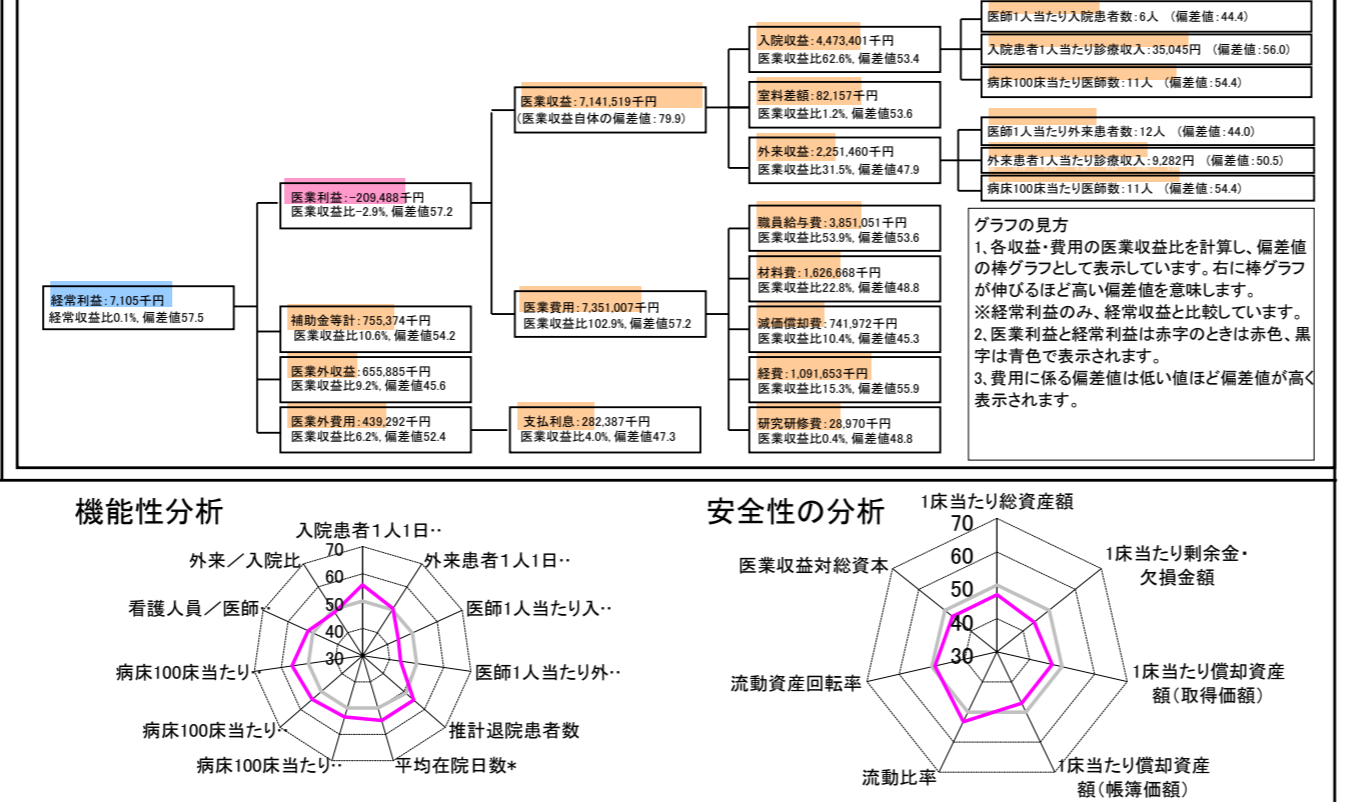 医師1人当たり入院患者数:6人 (偏差値:44.4)
入院患者1人当たり診療収入:35,045円 (偏差値:56.0)
病床100床当たり医師数:11人 (偏差値:54.4)
入院収益:4,473,401千円
医業収益比62.6%, 偏差値53.4
医業収益:7,141,519千円
(医業収益自体の偏差値:79.9)
室料差額:82,157千円
医業収益比1.2%, 偏差値53.6
医師1人当たり外来患者数:12人 (偏差値:44.0)
外来患者1人当たり診療収入:9,282円 (偏差値:50.5)
病床100床当たり医師数:11人 (偏差値:54.4)
外来収益:2,251,460千円
医業収益比31.5%, 偏差値47.9
医業利益:-209,488千円
医業収益比-2.9%, 偏差値57.2
職員給与費:3,851,051千円
医業収益比53.9%, 偏差値53.6
材料費:1,626,668千円
医業収益比22.8%, 偏差値48.8
経常利益:7,105千円
経常収益比0.1%, 偏差値57.5
補助金等計:755,374千円
医業収益比10.6%, 偏差値54.2
医業費用:7,351,007千円
医業収益比102.9%, 偏差値57.2
減価償却費:741,972千円
医業収益比10.4%, 偏差値45.3
医業外収益:655,885千円
医業収益比9.2%, 偏差値45.6
経費:1,091,653千円
医業収益比15.3%, 偏差値55.9
医業外費用:439,292千円
医業収益比6.2%, 偏差値52.4
支払利息:282,387千円
医業収益比4.0%, 偏差値47.3
研究研修費:28,970千円
医業収益比0.4%, 偏差値48.8
グラフの見方
1、各収益・費用の医業収益比を計算し、偏差値
の棒グラフとして表示しています。右に棒グラフ
が伸びるほど高い偏差値を意味します。
※経常利益のみ、経常収益と比較しています。
2、医業利益と経常利益は赤字のときは赤色、黒
字は青色で表示されます。
3、費用に係る偏差値は低い値ほど偏差値が高く
表示されます。
機能性分析
入院患者1人1日‥
外来患者1人1日‥
医師1人当たり入‥
医師1人当たり外‥
推計退院患者数
平均在院日数*
病床100床当たり‥
病床100床当たり‥
病床100床当たり‥
看護人員/医師‥
外来/入院比
70
60
50
40
30
安全性の分析
1床当たり総資産額
1床当たり剰余金・
欠損金額
1床当たり償却資産
額(取得価額)
1床当たり償却資産
額(帳簿価額)
流動比率
流動資産回転率
医業収益対総資本
70
60
50
40
30